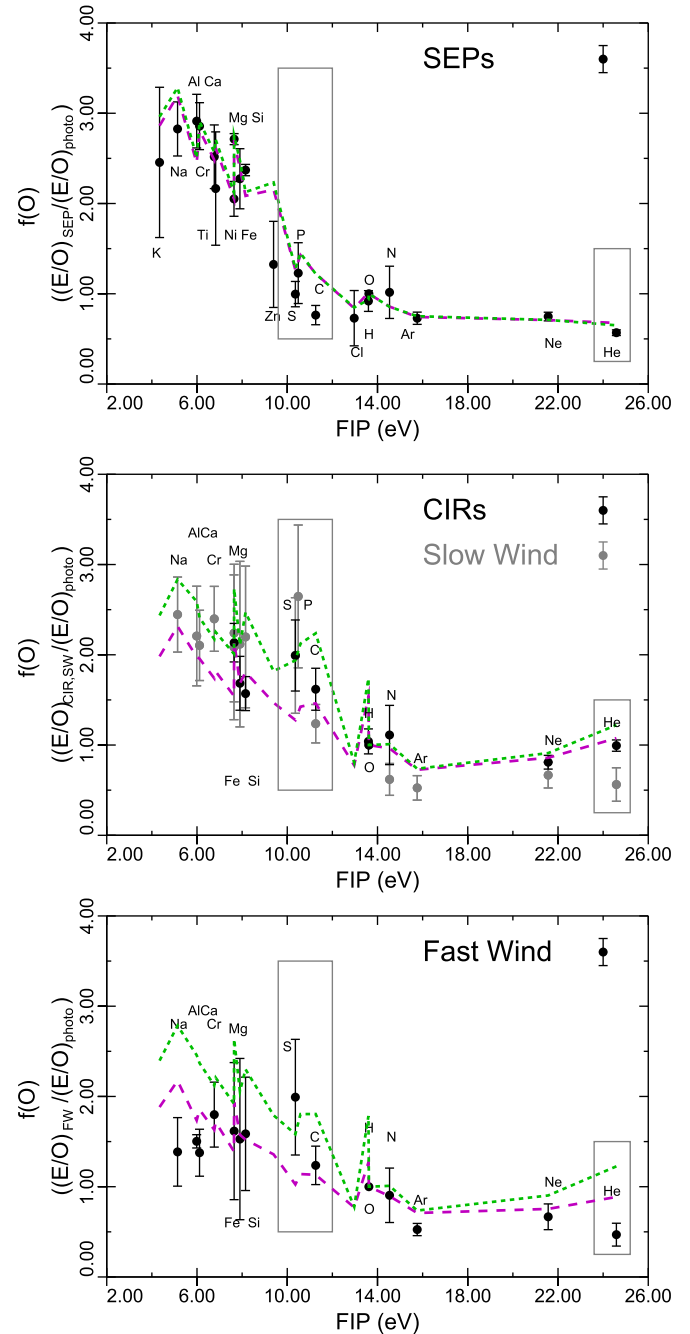 4.00
SEPs
Al Ca
3.00
Mg Si
Na
Cr
f(O)
((E/O)SEP/(E/O)photo)
2.00
Ti
Ni Fe
K
P
O
N
C
1.00
Zn
S
Cl
H
Ar
Ne
He
0.00
2.00 6.00 10.00 14.00 18.00 22.00 26.00
FIP (eV)
4.00
CIRs
Slow Wind
AlCa
3.00
Na
Cr
Mg
S
P
f(O)
((E/O)CIR,SW/(E/O)photo)
2.00
C
N
H
He
Ne
1.00
Ar
O
Fe
Si
0.00
2.00 6.00 10.00 14.00 18.00 22.00 26.00
FIP (eV)
4.00
Fast Wind
3.00
AlCa
Na
Cr
Mg
S
f(O)
((E/O)FW/(E/O)photo)
2.00
C
H
N
Ne
He
1.00
Ar
O
Fe
Si
0.00
2.00 6.00 10.00 14.00 18.00 22.00 26.00
FIP (eV)